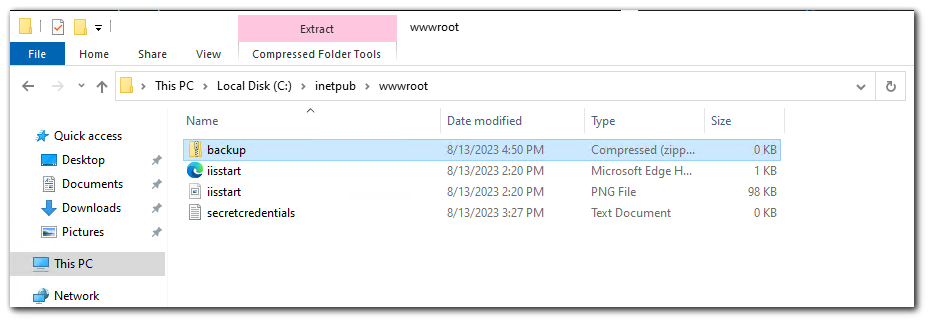 Extract wwwroot
File Home Share View Compressed Folder Tools
This PC Local Disk (C:) inetpub wwwroot
Quick access Name Date modified Type Size
Desktop backup 8/13/2023 4:50 PM Compressed (zipp... 0 KB
Documents iisstart 8/13/2023 2:20 PM Microsoft Edge H... 1 KB
Downloads iisstart 8/13/2023 2:20 PM PNG File 98 KB
Pictures secretcredentials 8/13/2023 3:27 PM Text Document 0 KB
This PC
Network